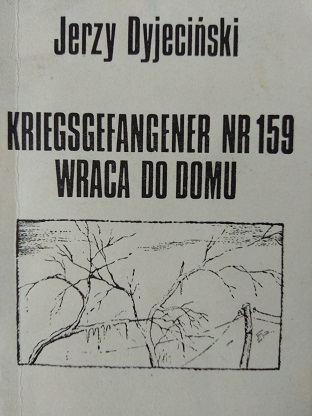 Jerzy Dyjeciński
KRIEGSGEFANGENER NR 159
WRACA DO DOMU